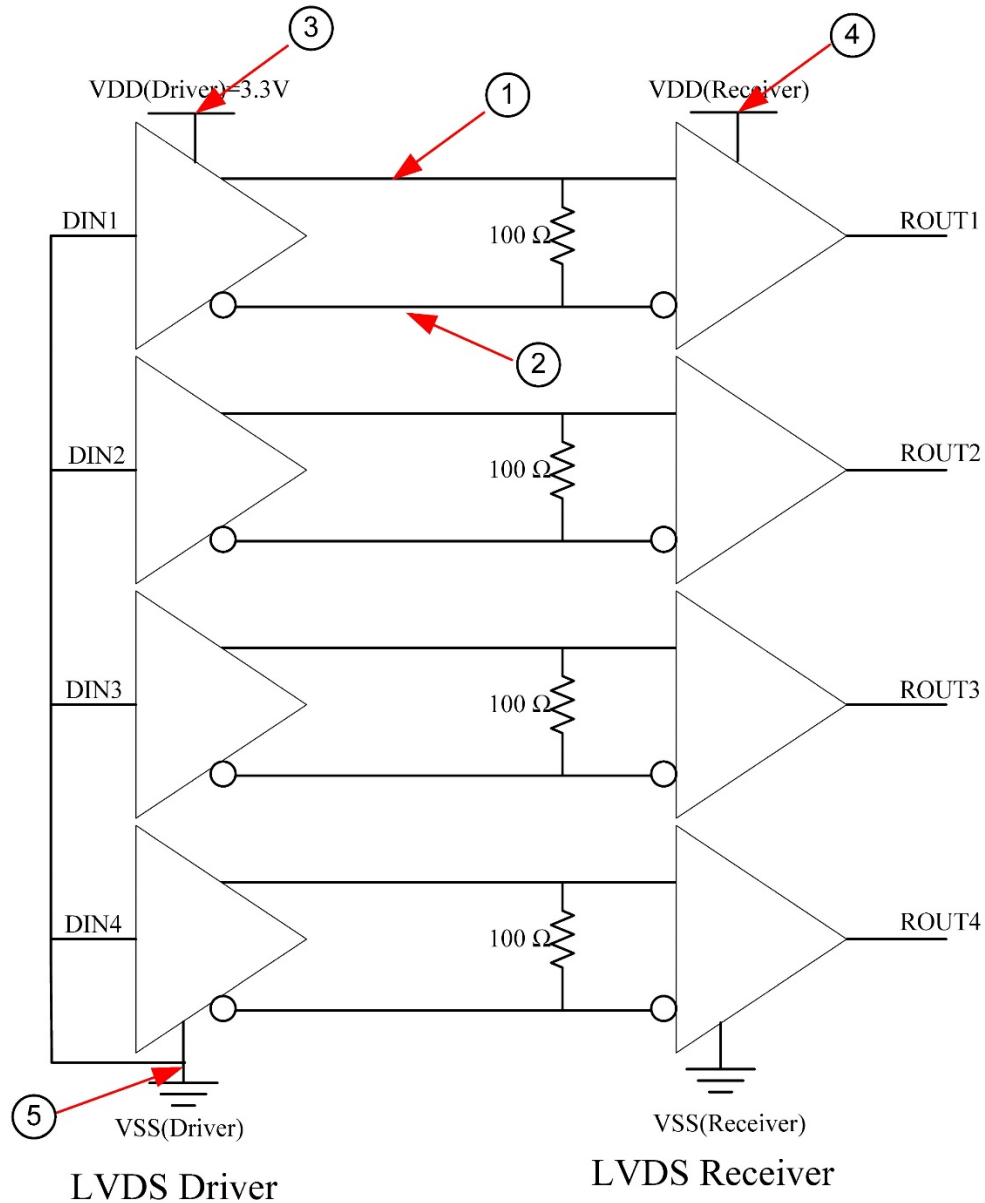 3
4
VDD(Driver)=3.3V
VDD(Receiver)
1
DIN1
100 Ω
ROUT1
2
DIN2
100 Ω
ROUT2
DIN3
100 Ω
ROUT3
DIN4
100 Ω
ROUT4
5
VSS(Driver)
VSS(Receiver)
LVDS Driver
LVDS Receiver